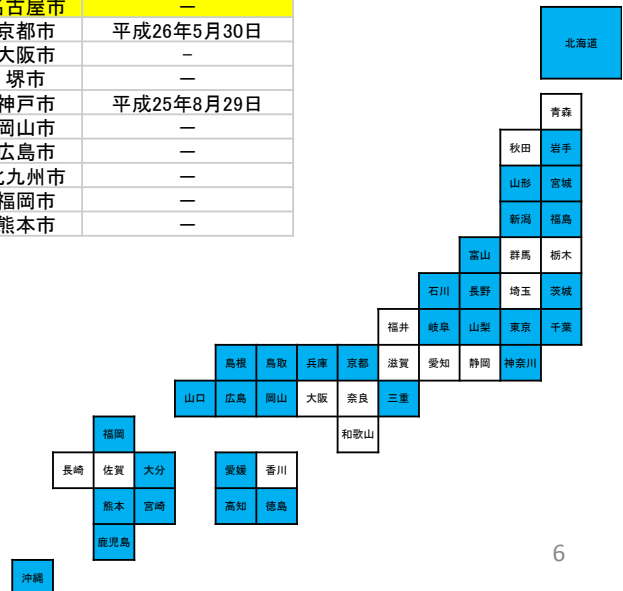 名古屋市 －
京都市 平成26年5月30日
大阪市 -
堺市 －
神戸市 平成25年8月29日
岡山市 －
広島市 －
北九州市 －
福岡市 －
熊本市 －
北海道
青森
秋田 岩手
山形 宮城
新潟 福島
富山 群馬 栃木
石川 長野 埼玉 茨城
福井 岐阜 山梨 東京 千葉
島根 鳥取 兵庫 京都 滋賀 愛知 静岡 神奈川
山口 広島 岡山 大阪 奈良 三重
福岡 和歌山
長崎 佐賀 大分 愛媛 香川
熊本 宮崎 高知 徳島
鹿児島
沖縄
6